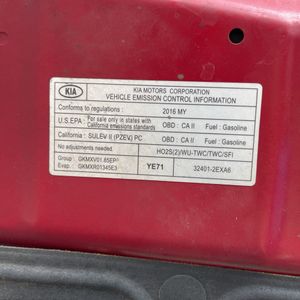 KIA
KIA MOTORS CORPORATION
VEHICLE EMISSION CONTROL INFORMATION
Conforms to regulations : 2016 MY
U.S.EPA : For sale only in states with California emissions standards OBD : CA II Fuel : Gasoline
California : SULEV II (PZEV) PC OBD : CA II Fuel : Gasoline
No adjustments needed. HO2S(2)/WU-TWC/TWC/SFI
Group : GKMXV01.85EP1
Evap. : GKMXR0134SE3
YE71
32401-2EXA6